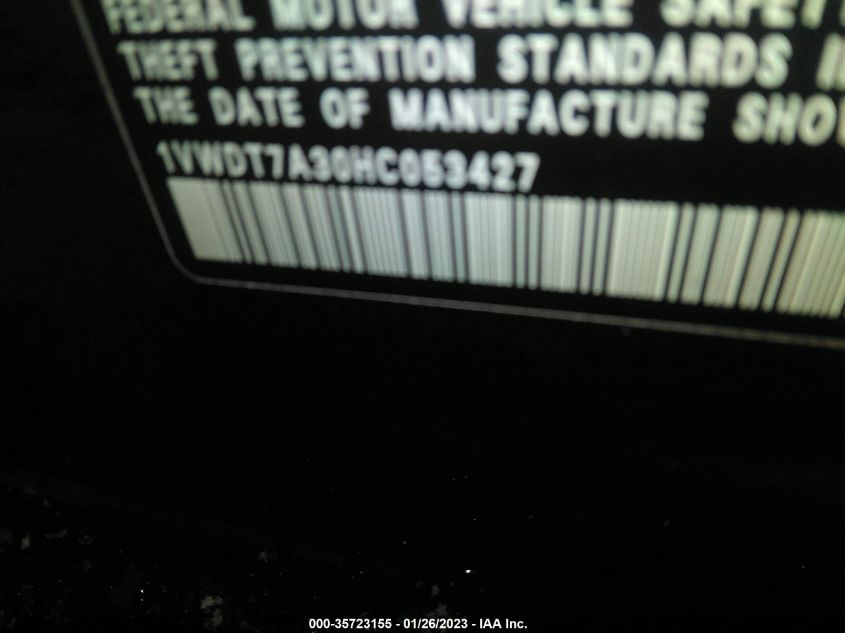 FEDERAL MOTOR VEHICLE SAFETY
THEFT PREVENTION STANDARDS
THE DATE OF MANUFACTURE
1VWDT7A30HC053427
000-35723155 - 01/26/2023 - IAA Inc.